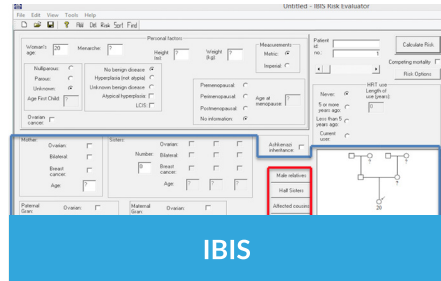 Untitled - IBIS Risk Evaluator
File Edit View Tools Help
Hid Det Risk Sort Find
Personal factors
Woman's age: 20 Menarche: ? Height (m) ? Weight (kg) ?
Measurements
Metric:
Imperial:
Patient id:
no: 1
Calculate Risk
Competing mortality
Risk Options
Nulliparous:
Parous:
Unknown:
Age First Child: ?
No benign disease
Hyperplasia (not atypia)
Unknown benign disease
Atypical hyperplasia
LCIS:
Premenopausal:
Perimenopausal:
Postmenopausal:
No information:
Age at menopause: ?
Ovarian cancer:
HRT use
Never:
Length of use (years): 0
5 or more years ago:
Less than 5 years ago:
Current user:
Mother:
Ovarian:
Bilateral
Breast cancer:
Age: ?
Sisters:
Number: 0
Ovarian:
Bilateral:
Breast cancer:
Age: ? ? ?
Ashkenazi inheritance:
Male relatives
Half Sisters
Affected cousins
Paternal Gran: Ovarian:
Maternal Gran: Ovarian:
? ?
20
IBIS